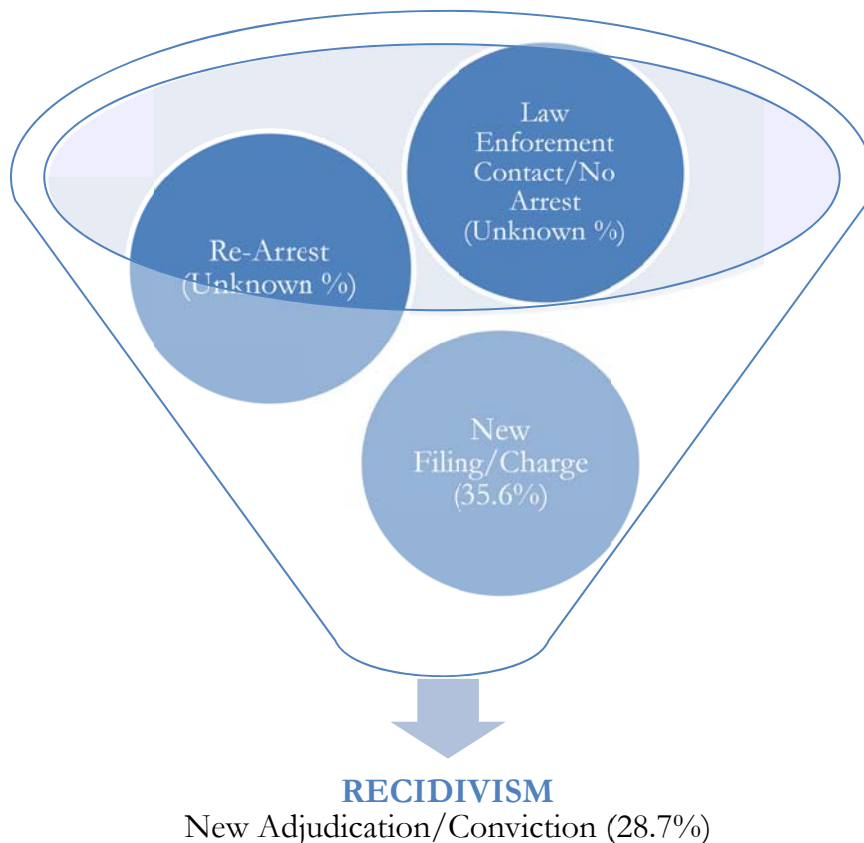 Law
Enforement
Contact/No
Arrest
(Unknown %)
Re-Arrest
(Unknown %)
New
Filing/Charge
(35.6%)
RECIDIVISM
New Adjudication/Conviction (28.7%)